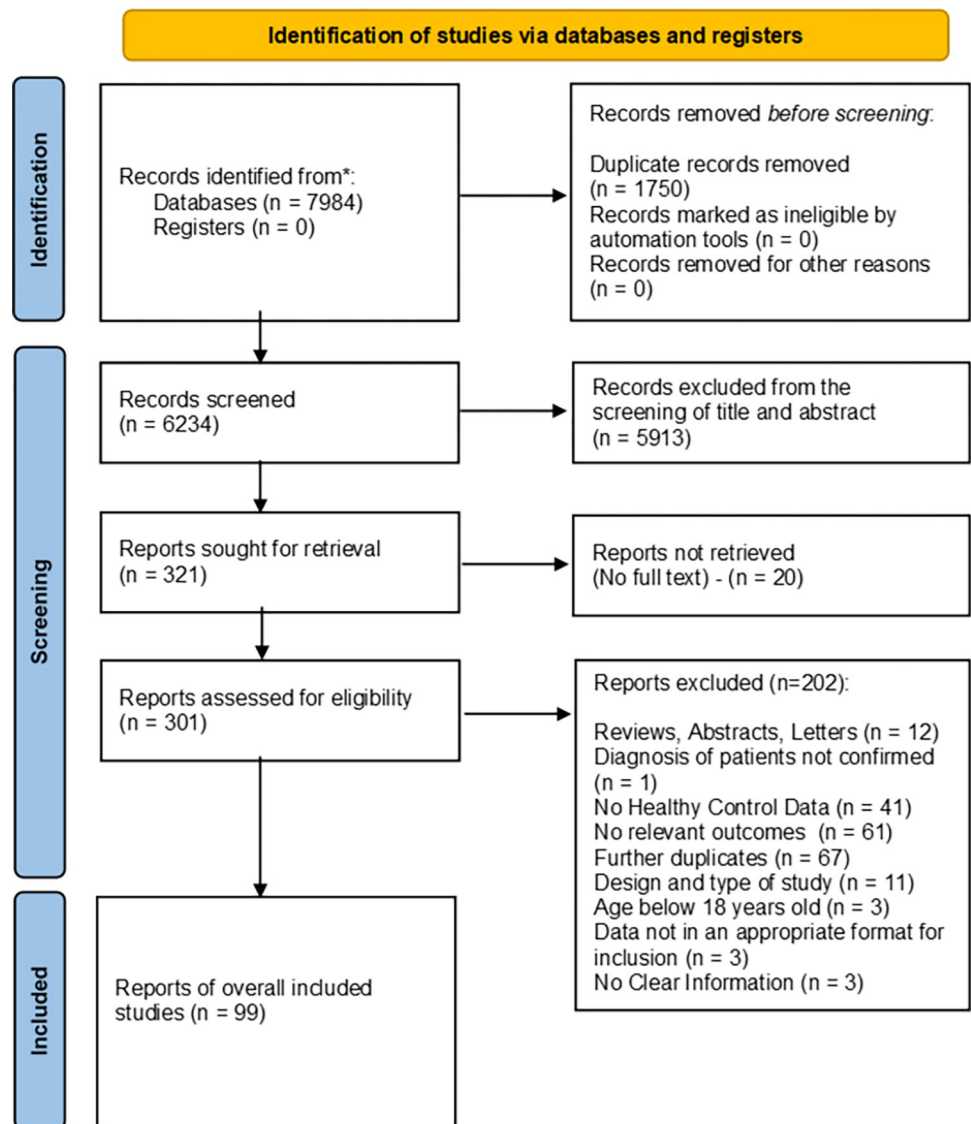 Identification of studies via databases and registers
Identification
Records identified from*:
Databases (n = 7984)
Registers (n = 0)
Records removed before screening:
Duplicate records removed
(n = 1750)
Records marked as ineligible by
automation tools (n = 0)
Records removed for other reasons
(n = 0)
Screening
Records screened
(n = 6234)
Records excluded from the
screening of title and abstract
(n = 5913)
Reports sought for retrieval
(n = 321)
Reports not retrieved
(No full text) - (n = 20)
Reports assessed for eligibility
(n = 301)
Reports excluded (n=202):
Reviews, Abstracts, Letters (n = 12)
Diagnosis of patients not confirmed
(n = 1)
No Healthy Control Data (n = 41)
No relevant outcomes (n = 61)
Further duplicates (n = 67)
Design and type of study (n = 11)
Age below 18 years old (n = 3)
Data not in an appropriate format for
inclusion (n = 3)
No Clear Information (n = 3)
Included
Reports of overall included
studies (n = 99)